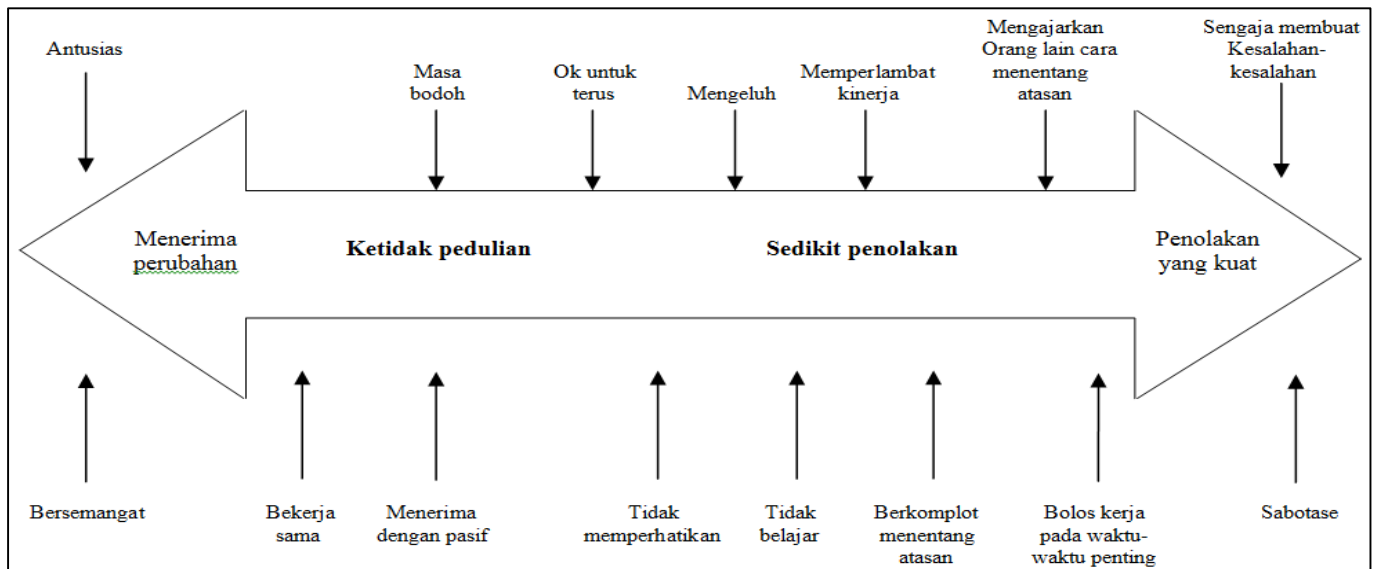 Antusias
Masa
bodoh
Ok untuk
terus
Mengeluh
Memperlambat
kinerja
Mengajarkan
Orang lain cara
menentang
atasan
Sengaja membuat
Kesalahan-
kesalahan
Menerima
perubahan
Ketidak pedulian
Sedikit penolakan
Penolakan
yang kuat
Bersemangat
Bekerja
sama
Menerima
dengan pasif
Tidak
memperhatikan
Tidak
belajar
Berkomplot
menentang
atasan
Bolos kerja
pada waktu-
waktu penting
Sabotase